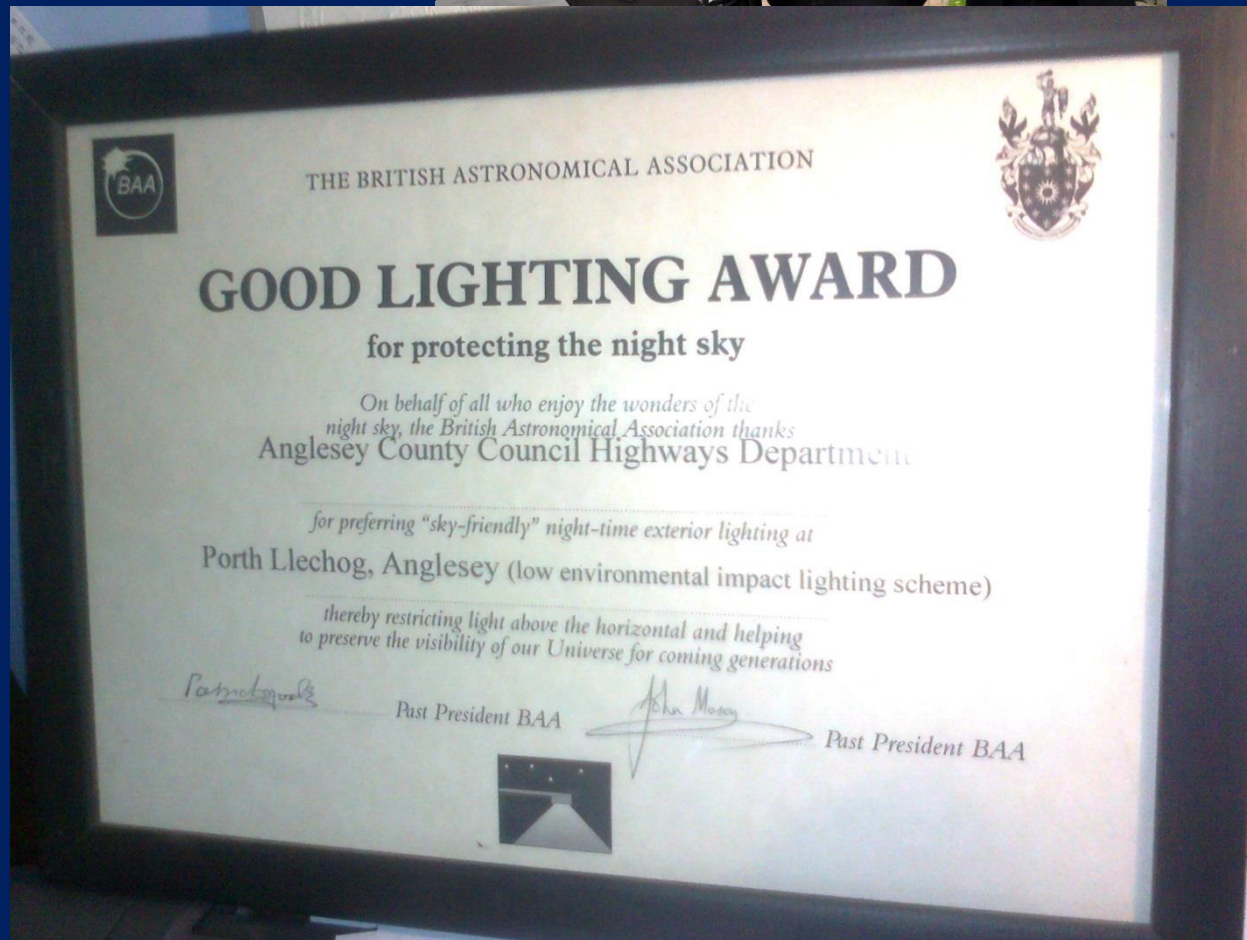 BAA
THE BRITISH ASTRONOMICAL ASSOCIATION
GOOD LIGHTING AWARD
for protecting the night sky
On behalf of all who enjoy the wonders of the
night sky, the British Astronomical Association thanks
Anglesey County Council Highways Department
for preferring “sky-friendly” night-time exterior lighting at
Porth Llechog, Anglesey (low environmental impact lighting scheme)
thereby restricting light above the horizontal and helping
to preserve the visibility of our Universe for coming generations
Past President BAA
John Mason
Past President BAA